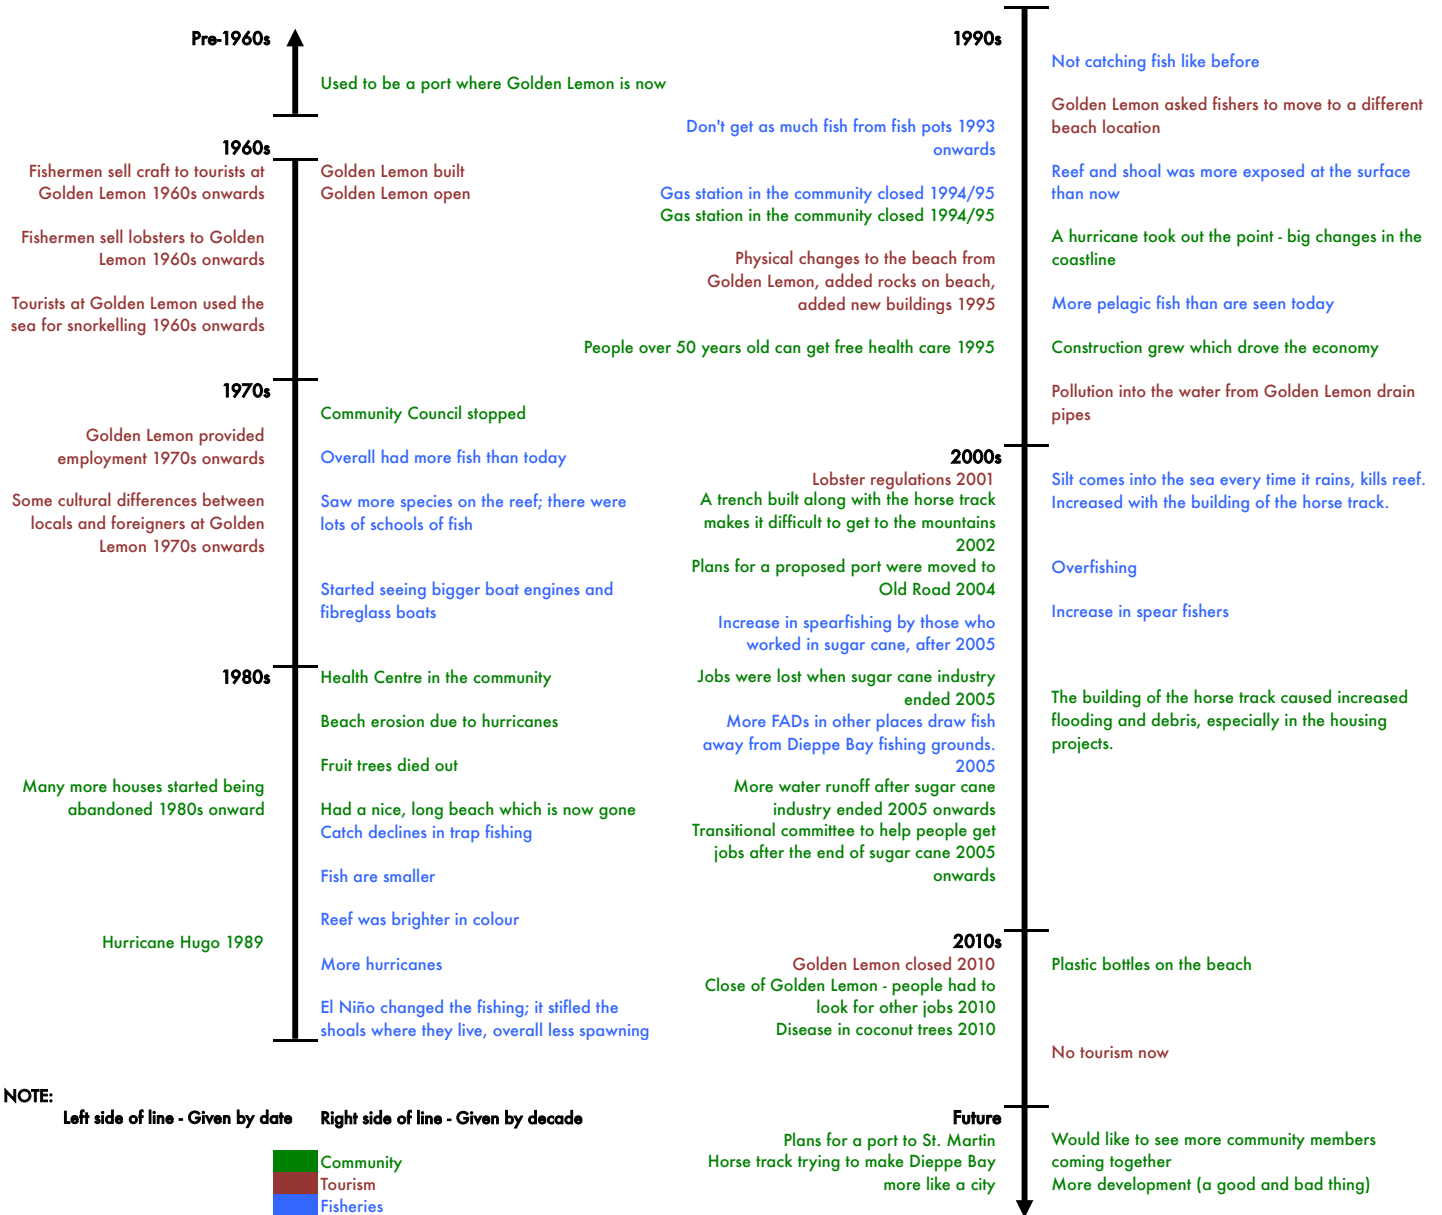 Pre-1960s
Used to be a port where Golden Lemon is now
1960s
Fishermen sell craft to tourists at
Golden Lemon 1960s onwards
Fishermen sell lobsters to Golden
Lemon 1960s onwards
Tourists at Golden Lemon used the
sea for snorkelling 1960s onwards
Golden Lemon built
Golden Lemon open
1970s
Golden Lemon provided
employment 1970s onwards
Some cultural differences between
locals and foreigners at Golden
Lemon 1970s onwards
Community Council stopped
Overall had more fish than today
Saw more species on the reef; there were
lots of schools of fish
Started seeing bigger boat engines and
fibreglass boats
1980s
Many more houses started being
abandoned 1980s onward
Hurricane Hugo 1989
Health Centre in the community
Beach erosion due to hurricanes
Fruit trees died out
Had a nice, long beach which is now gone
Catch declines in trap fishing
Fish are smaller
Reef was brighter in colour
More hurricanes
El Niño changed the fishing; it stifled the
shoals where they live, overall less spawning
1990s
Don't get as much fish from fish pots 1993
onwards
Gas station in the community closed 1994/95
Gas station in the community closed 1994/95
Physical changes to the beach from
Golden Lemon, added rocks on beach,
added new buildings 1995
People over 50 years old can get free health care 1995
Not catching fish like before
Golden Lemon asked fishers to move to a different
beach location
Reef and shoal was more exposed at the surface
than now
A hurricane took out the point - big changes in the
coastline
More pelagic fish than are seen today
Construction grew which drove the economy
Pollution into the water from Golden Lemon drain
pipes
2000s
Lobster regulations 2001
A trench built along with the horse track
makes it difficult to get to the mountains
2002
Plans for a proposed port were moved to
Old Road 2004
Increase in spearfishing by those who
worked in sugar cane, after 2005
Jobs were lost when sugar cane industry
ended 2005
More FADs in other places draw fish
away from Dieppe Bay fishing grounds.
2005
More water runoff after sugar cane
industry ended 2005 onwards
Transitional committee to help people get
jobs after the end of sugar cane 2005
onwards
Silt comes into the sea every time it rains, kills reef.
Increased with the building of the horse track.
Overfishing
Increase in spear fishers
The building of the horse track caused increased
flooding and debris, especially in the housing
projects.
2010s
Golden Lemon closed 2010
Close of Golden Lemon - people had to
look for other jobs 2010
Disease in coconut trees 2010
Plastic bottles on the beach
No tourism now
Future
Plans for a port to St. Martin
Horse track trying to make Dieppe Bay
more like a city
Would like to see more community members
coming together
More development (a good and bad thing)
NOTE:
Left side of line - Given by date
Right side of line - Given by decade
Community
Tourism
Fisheries